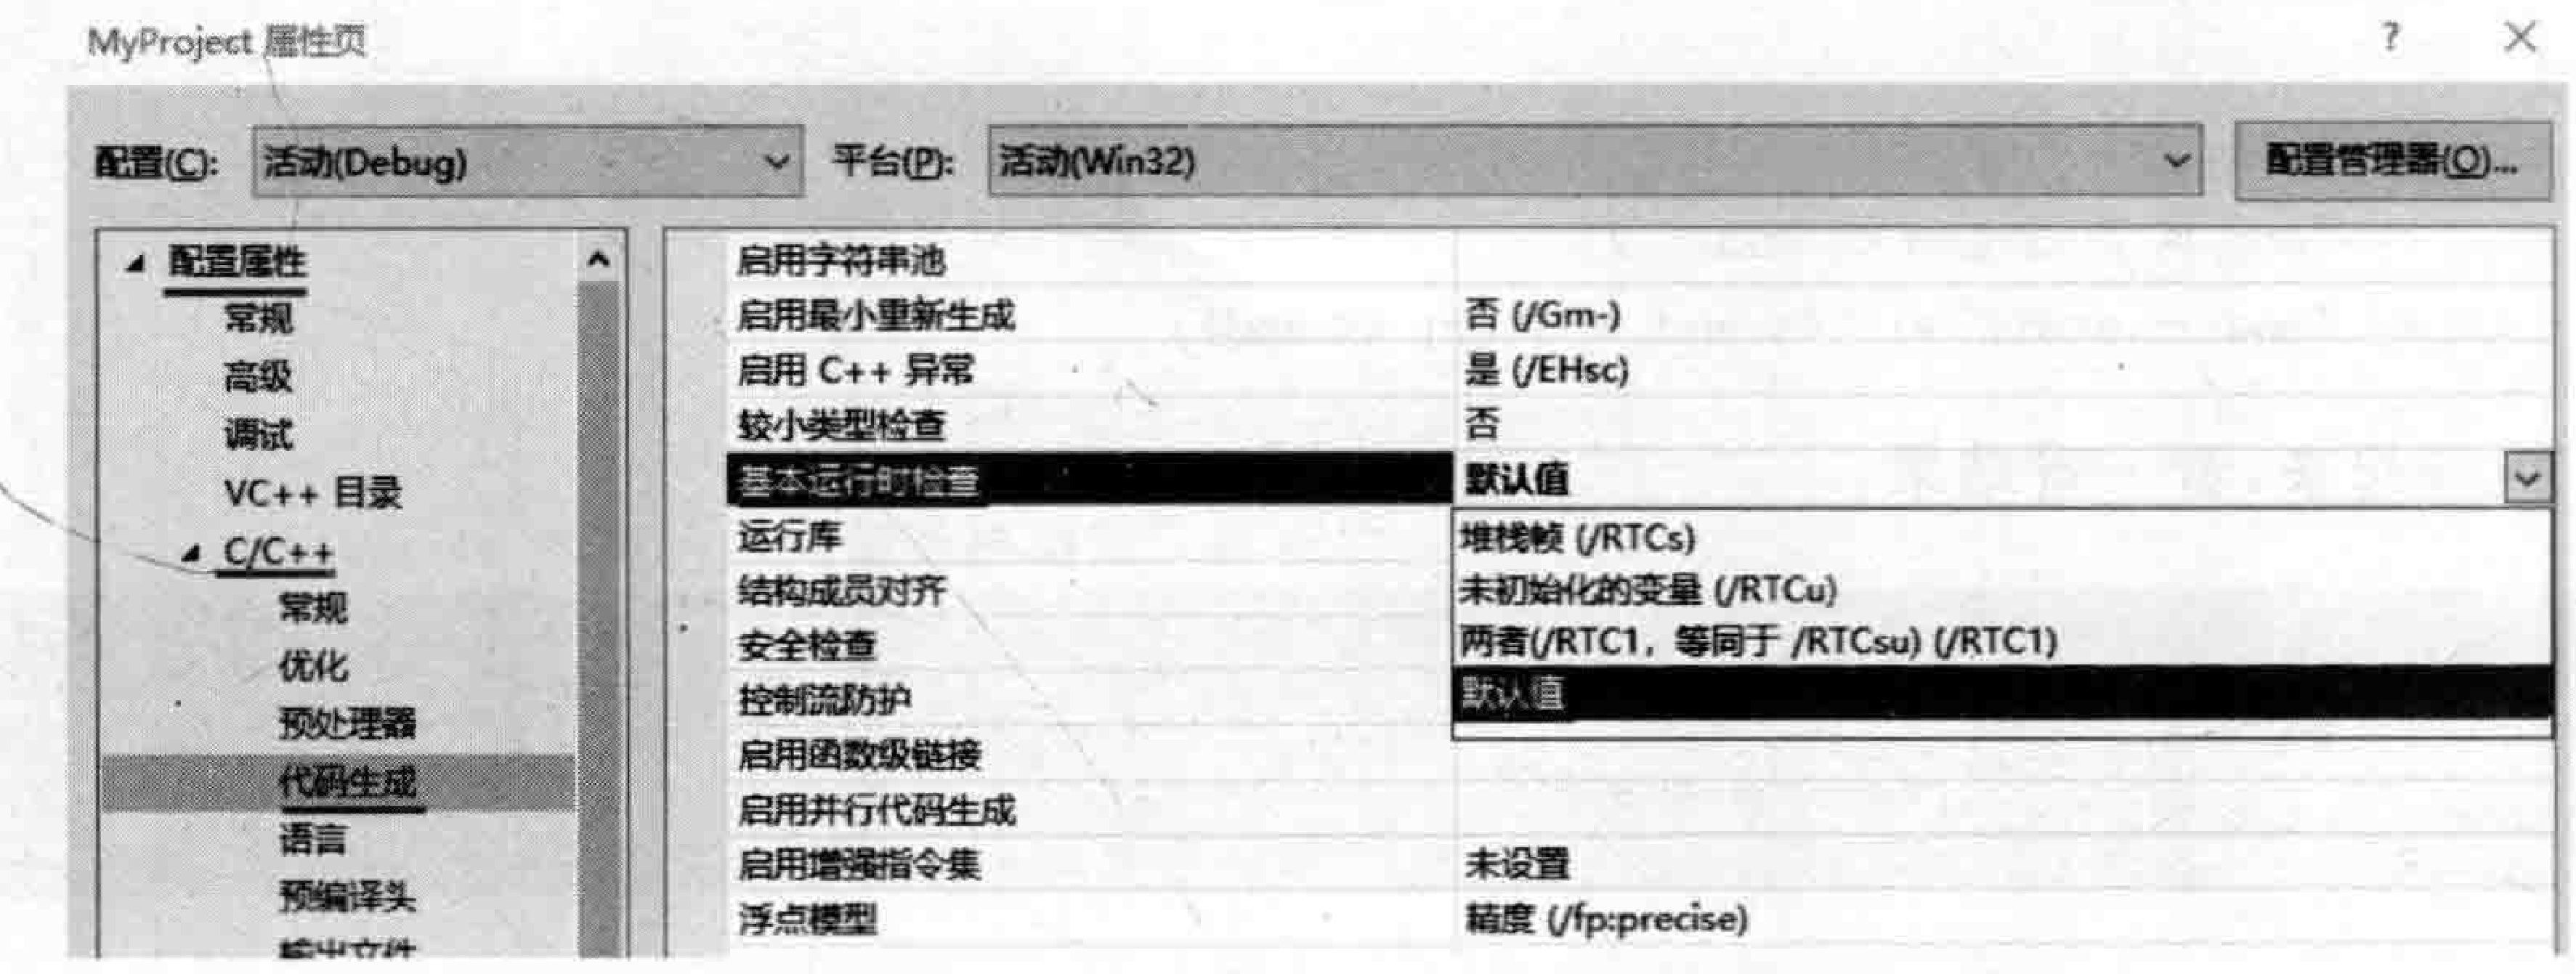 MyProject 属性页
?
×
配置(C): 活动(Debug) 平台(P): 活动(Win32) 配置管理器(O)...
配置属性
常规
高级
调试
VC++ 目录
C/C++
常规
优化
预处理器
代码生成
语言
预编译头
输出文件
启用字符串池
启用最小重新生成 否 (/Gm-)
启用 C++ 异常 是 (/EHsc)
较小类型检查 否
基本运行时检查 默认值
运行库
结构成员对齐
安全检查
控制流防护
启用函数级链接
启用并行代码生成
启用增强指令集 未设置
浮点模型 精度 (/fp:precise)
堆栈帧 (/RTCs)
未初始化的变量 (/RTCu)
两者(/RTC1，等同于 /RTCsu) (/RTC1)
默认值